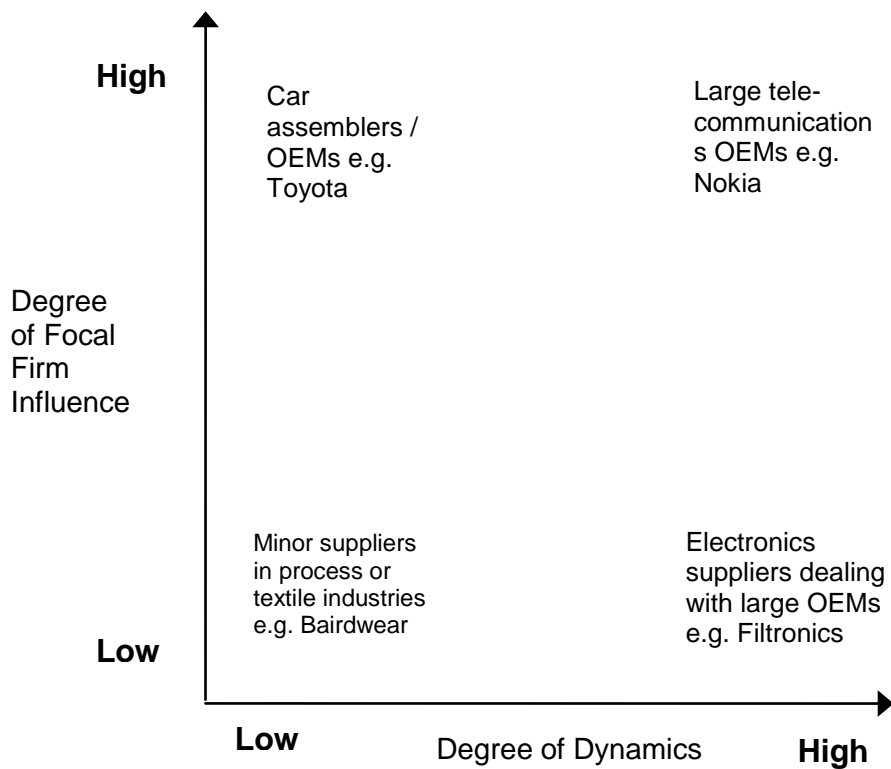 High
Car
assemblers /
OEMs e.g.
Toyota
Large tele-
communication
s OEMs e.g.
Nokia
Degree
of Focal
Firm
Influence
Minor suppliers
in process or
textile industries
e.g. Bairdwear
Electronics
suppliers dealing
with large OEMs
e.g. Filtronics
Low
Low
Degree of Dynamics
High